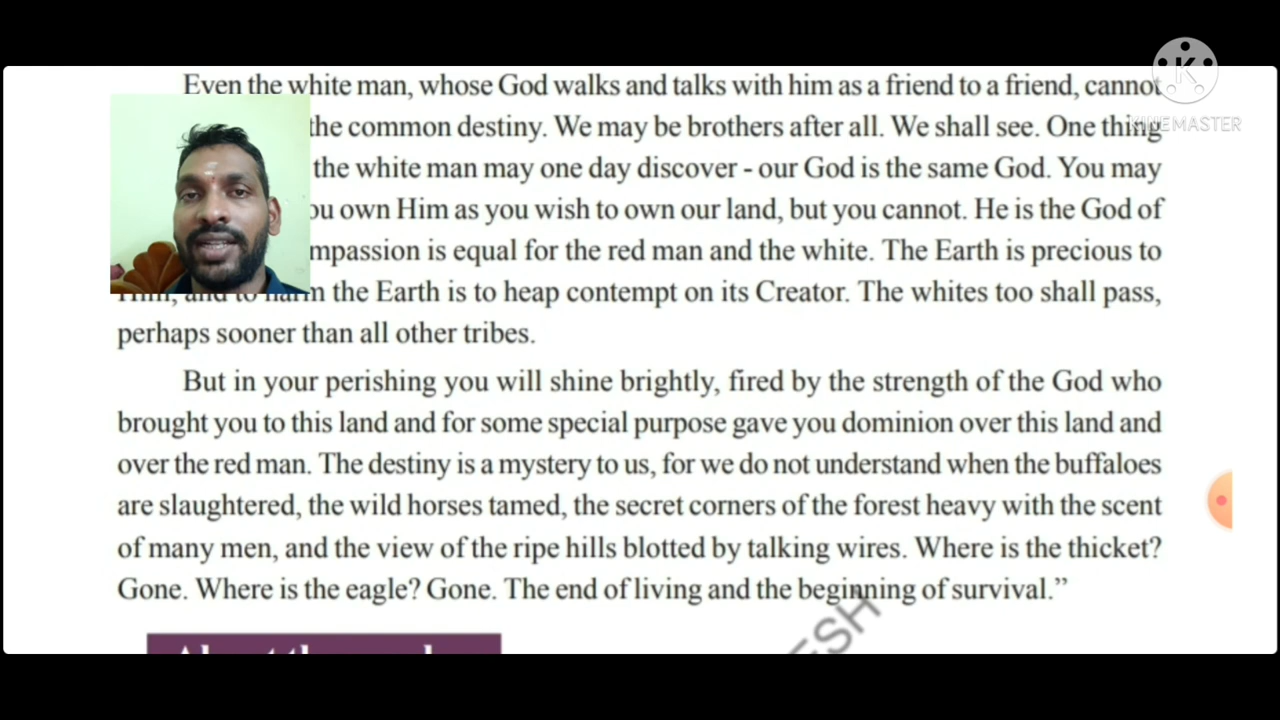 Even the white man, whose God walks and talks with him as a friend to a friend, cannot
the common destiny. We may be brothers after all. We shall see. One thing
the white man may one day discover - our God is the same God. You may
own Him as you wish to own our land, but you cannot. He is the God of
is equal for the red man and the white. The Earth is precious to
the Earth is to heap contempt on its Creator. The whites too shall pass,
perhaps sooner than all other tribes.
But in your perishing you will shine brightly, fired by the strength of the God who
brought you to this land and for some special purpose gave you dominion over this land and
over the red man. The destiny is a mystery to us, for we do not understand when the buffaloes
are slaughtered, the wild horses tamed, the secret corners of the forest heavy with the scent
of many men, and the view of the ripe hills blotted by talking wires. Where is the thicket?
Gone. Where is the eagle? Gone. The end of living and the beginning of survival.”
K
KINEMASTER